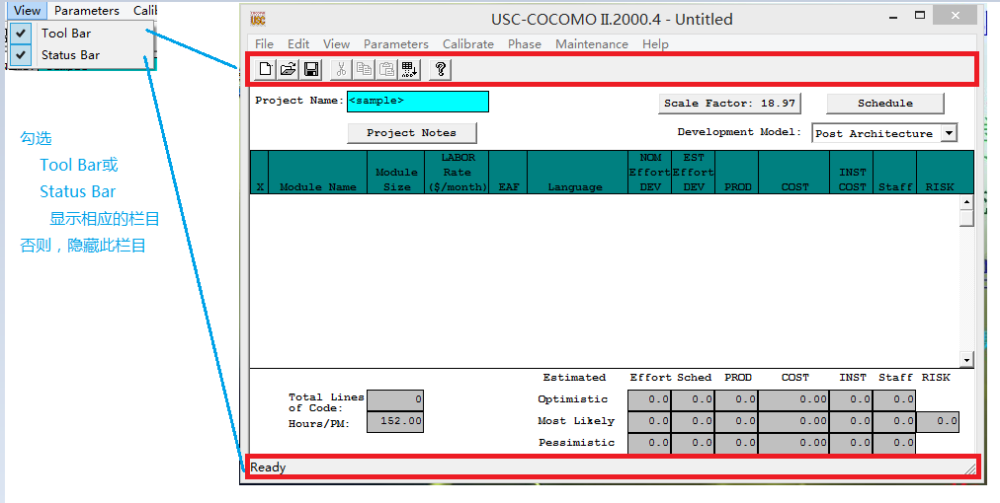 View Parameters Cali
Tool Bar
Status Bar
勾选
Tool Bar或
Status Bar
显示相应的栏目
否则，隐藏此栏目
USC-COCOMO II.2000.4 - Untitled
File Edit View Parameters Calibrate Phase Maintenance Help
Project Name: <sample>
Scale Factor: 18.97
Schedule
Project Notes
Development Model: Post Architecture
X
Module Name
Module Size
LABOR Rate ($/month)
EAF
Language
NOM Effort DEV
EST Effort DEV
PROD
COST
INST COST
Staff
RISK
Estimated Effort Sched PROD COST INST Staff RISK
Total Lines of Code: 0
Hours/PM: 152.00
Optimistic 0.0 0.0 0.0 0.00 0.0 0.0
Most Likely 0.0 0.0 0.0 0.00 0.0 0.0 0.0
Pessimistic 0.0 0.0 0.0 0.00 0.0 0.0
Ready